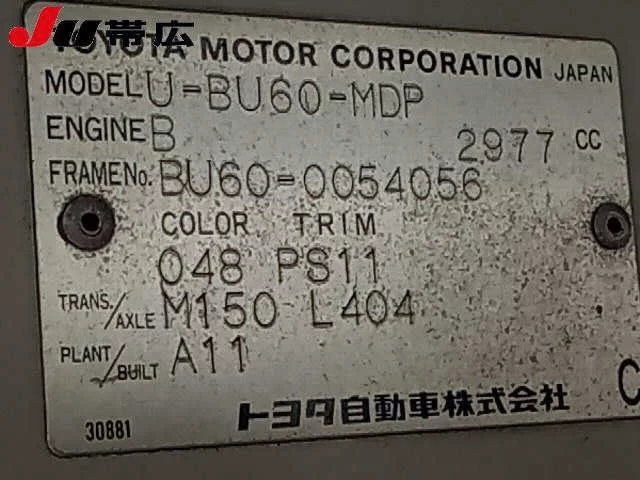 JU帯広
TOYOTA MOTOR CORPORATION JAPAN
MODEL U-BU60-MDP
ENGINE B 2977 CC
FRAME No. BU60-0054056
COLOR TRIM
048 PS11
TRANS./AXLE M150 L404
PLANT/BUILT A11
30881 トヨタ自動車株式会社 C